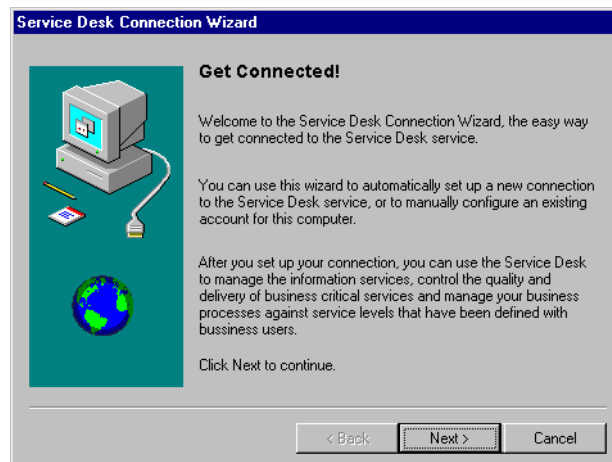 Service Desk Connection Wizard
Get Connected!
Welcome to the Service Desk Connection Wizard, the easy way
to get connected to the Service Desk service.
You can use this wizard to automatically set up a new connection
to the Service Desk service, or to manually configure an existing
account for this computer.
After you set up your connection, you can use the Service Desk
to manage the information services, control the quality and
delivery of business critical services and manage your business
processes against service levels that have been defined with
bussiness users.
Click Next to continue.
< Back
Next >
Cancel